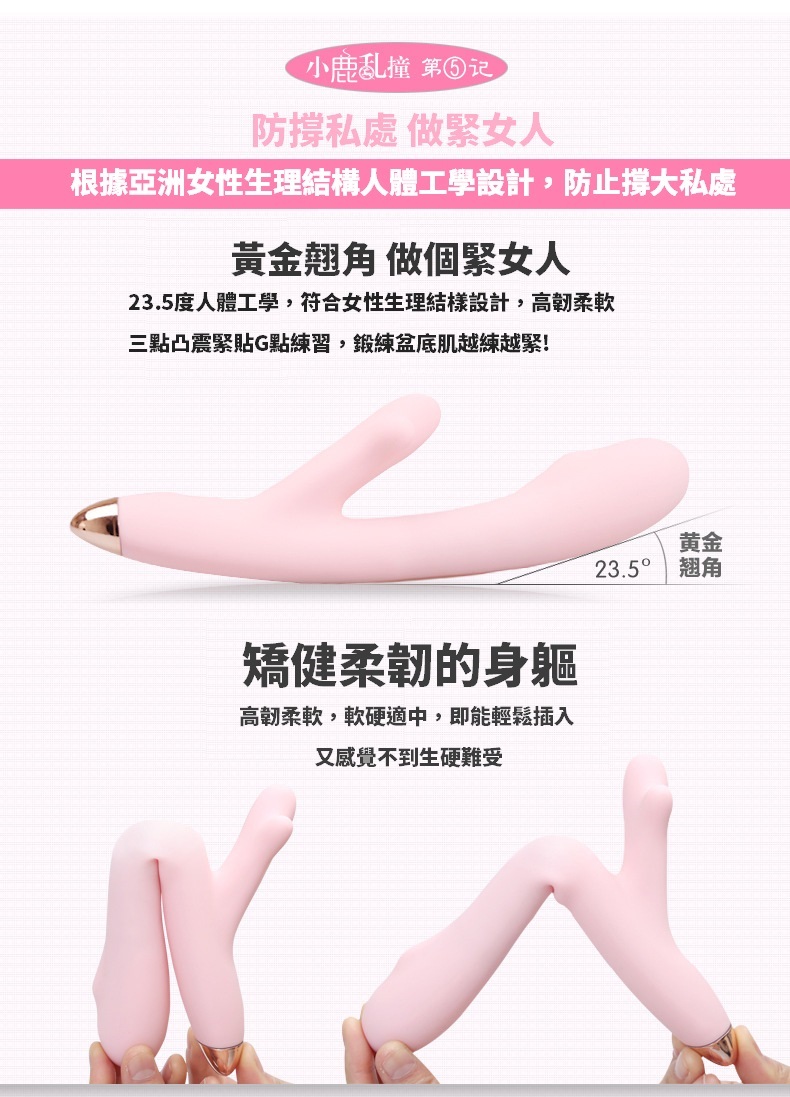 小鹿乱撞 第⑤记
防撐私處 做緊女人
根據亞洲女性生理結構人體工學設計，防止撐大私處
黃金翹角 做個緊女人
23.5度人體工學，符合女性生理結樣設計，高韌柔軟
三點凸震緊貼G點練習，鍛練盆底肌越練越緊!
23.5°
黄金
翘角
矯健柔韌的身軀
高韌柔軟，軟硬適中，即能輕鬆插入
又感覺不到生硬難受